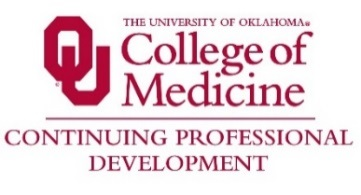 THE UNIVERSITY OF OKLAHOMA®
College of
Medicine
CONTINUING PROFESSIONAL
DEVELOPMENT